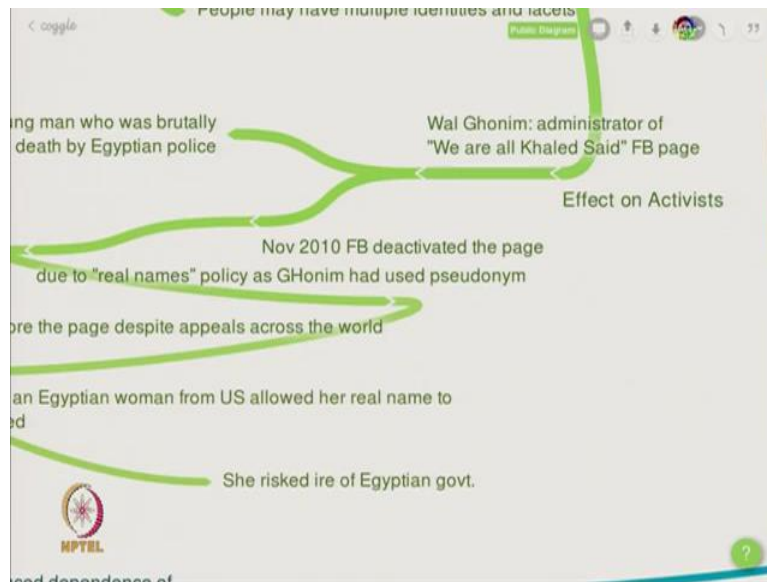 People may have multiple identities and facets
coggle
Public Diagram
ung man who was brutally
death by Egyptian police
Wal Ghonim: administrator of
"We are all Khaled Said" FB page
Effect on Activists
Nov 2010 FB deactivated the page
due to "real names" policy as GHonim had used pseudonym
ore the page despite appeals across the world
an Egyptian woman from US allowed her real name to
ed
She risked ire of Egyptian govt.
NPTEL
?
dependence of